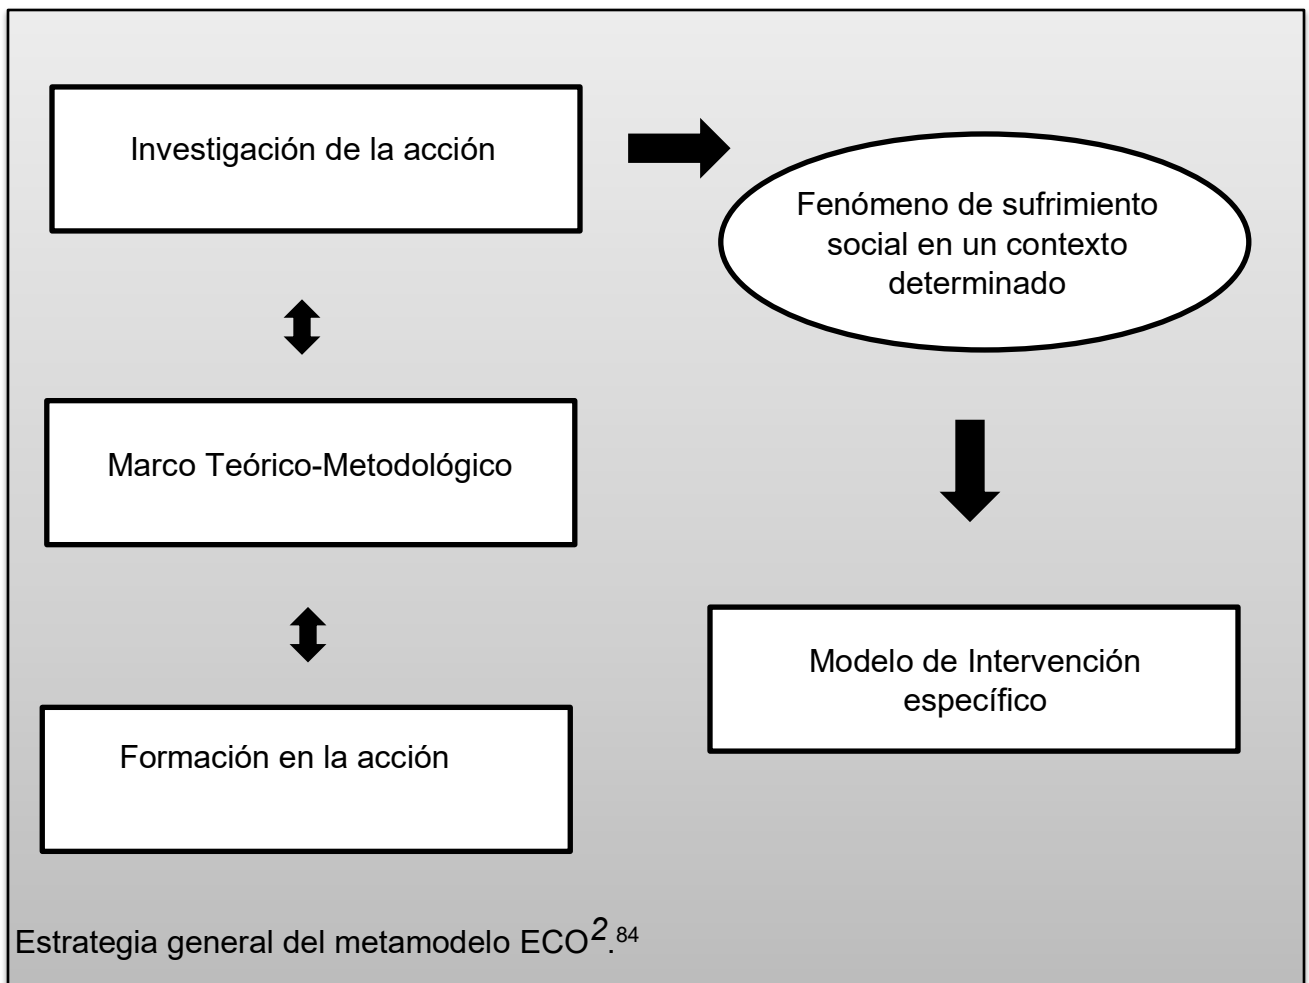 Investigación de la acción
Fenómeno de sufrimiento
social en un contexto
determinado
Marco Teórico-Metodológico
Modelo de Intervención
específico
Formación en la acción
Estrategia general del metamodelo ECO².⁸⁴